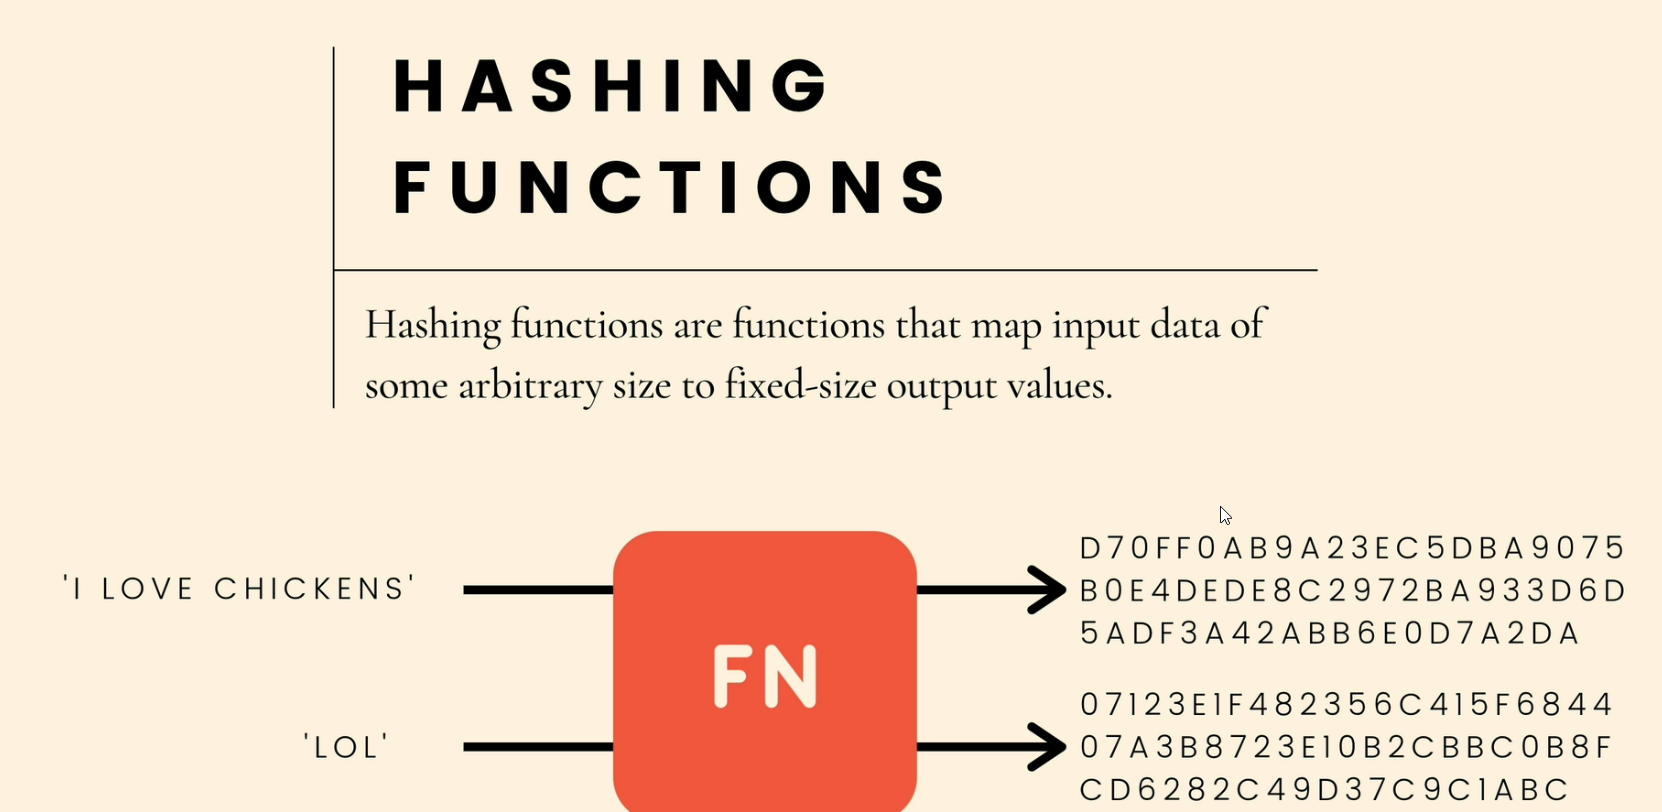 HASHING
FUNCTIONS
Hashing functions are functions that map input data of
some arbitrary size to fixed-size output values.
'I LOVE CHICKENS'
FN
D70FF0AB9A23EC5DBA9075
B0E4DEDE8C2972BA933D6D
5ADF3A42ABB6E0D7A2DA
'LOL'
07123E1F482356C415F6844
07A3B8723E10B2CBBC0B8F
CD6282C49D37C9C1ABC